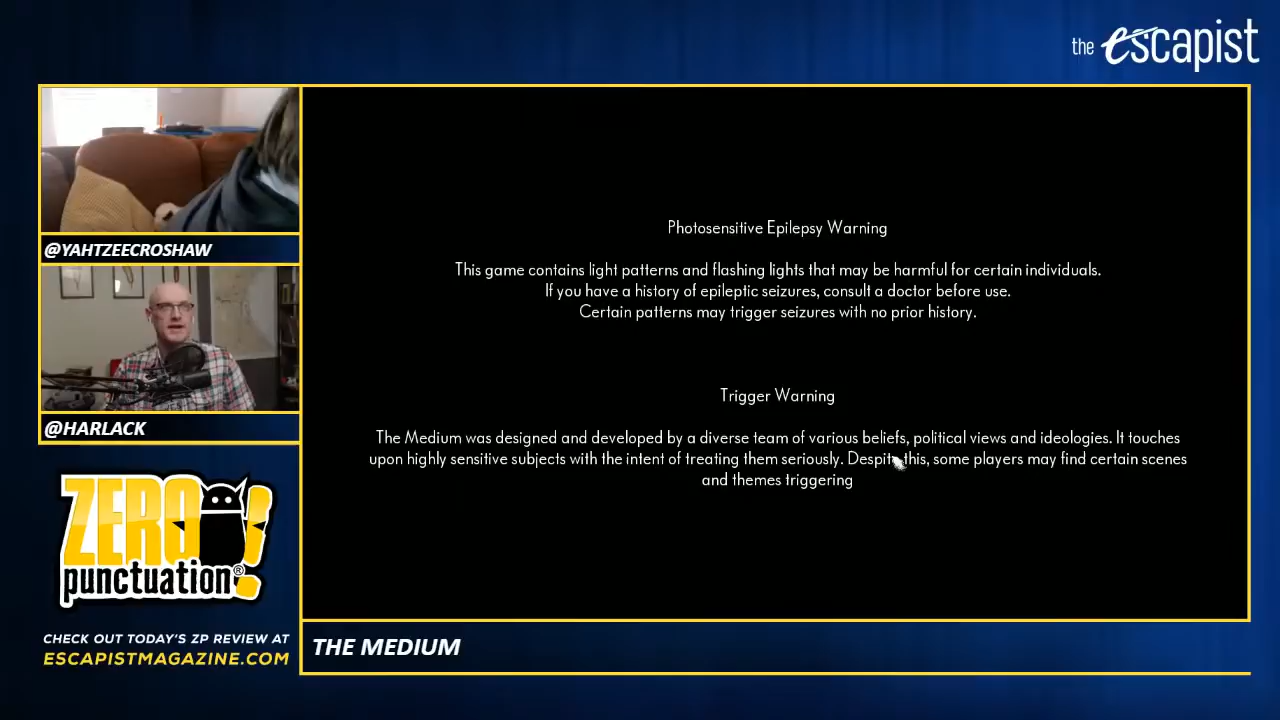 the escapist
@YAHTZEECROSHAW
@HARLACK
ZERO
punctuation®
CHECK OUT TODAY'S ZP REVIEW AT
ESCAPISTMAGAZINE.COM
Photosensitive Epilepsy Warning
This game contains light patterns and flashing lights that may be harmful for certain individuals.
If you have a history of epileptic seizures, consult a doctor before use.
Certain patterns may trigger seizures with no prior history.
Trigger Warning
The Medium was designed and developed by a diverse team of various beliefs, political views and ideologies. It touches
upon highly sensitive subjects with the intent of treating them seriously. Despite this, some players may find certain scenes
and themes triggering
THE MEDIUM